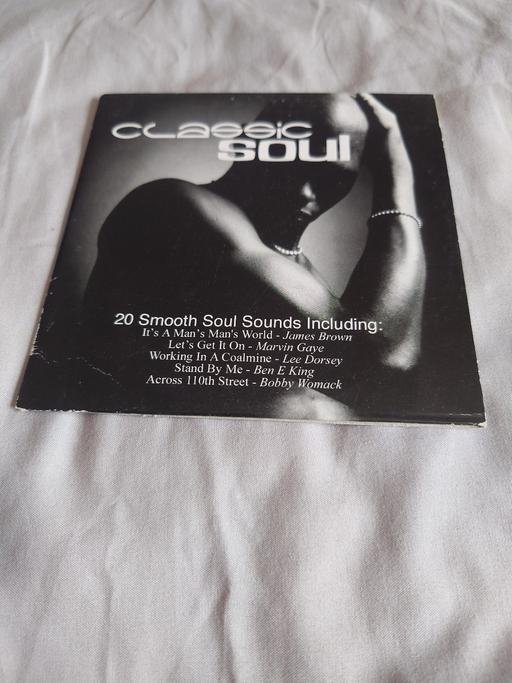 classic
soul
20 Smooth Soul Sounds Including:
It's A Man's Man's World - James Brown
Let's Get It On - Marvin Gaye
Working In A Coalmine - Lee Dorsey
Stand By Me - Ben E King
Across 110th Street - Bobby Womack